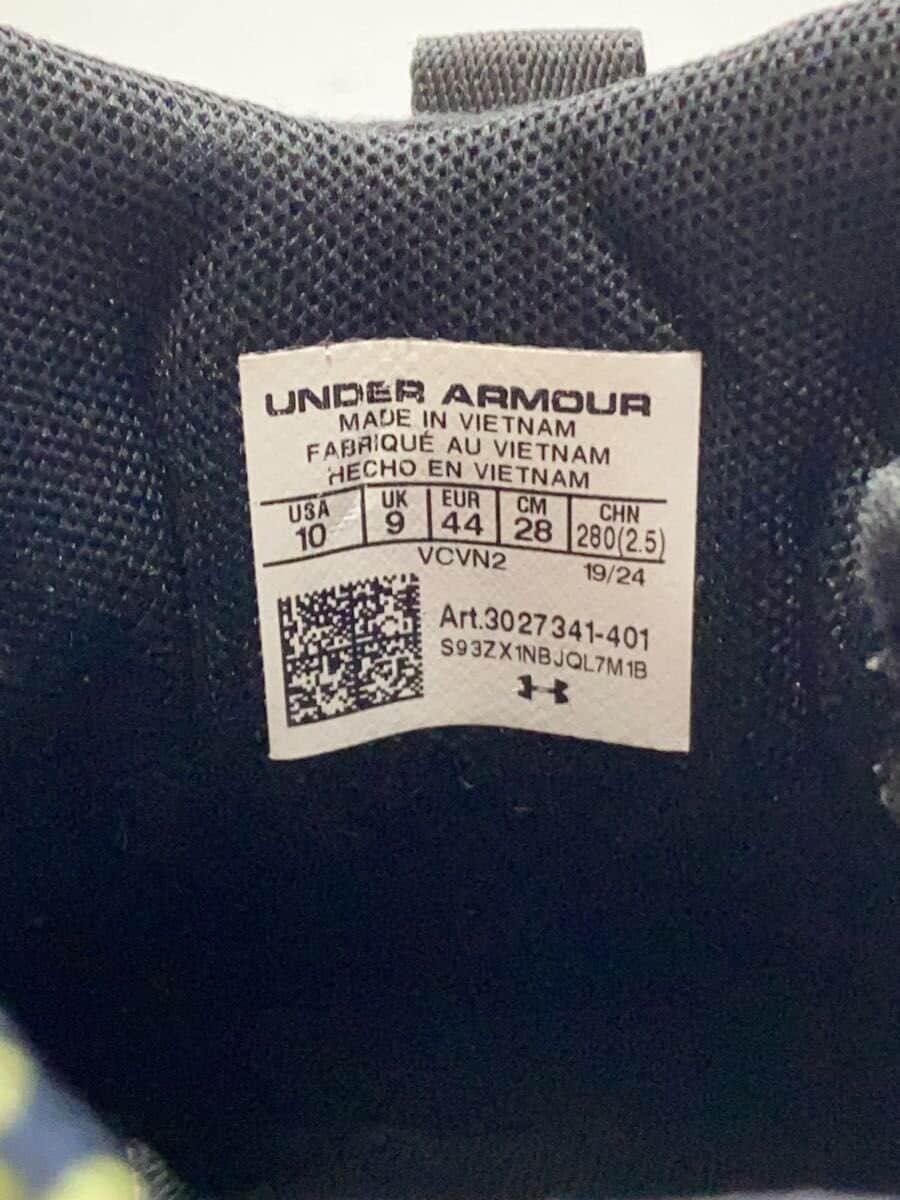 UNDER ARMOUR
MADE IN VIETNAM
FABRIQUÉ AU VIETNAM
HECHO EN VIETNAM
USA UK EUR CM CHN
10 9 44 28 280(2.5)
VCVN2 19/24
Art.3027341-401
S93ZX1NBJQL7M1B